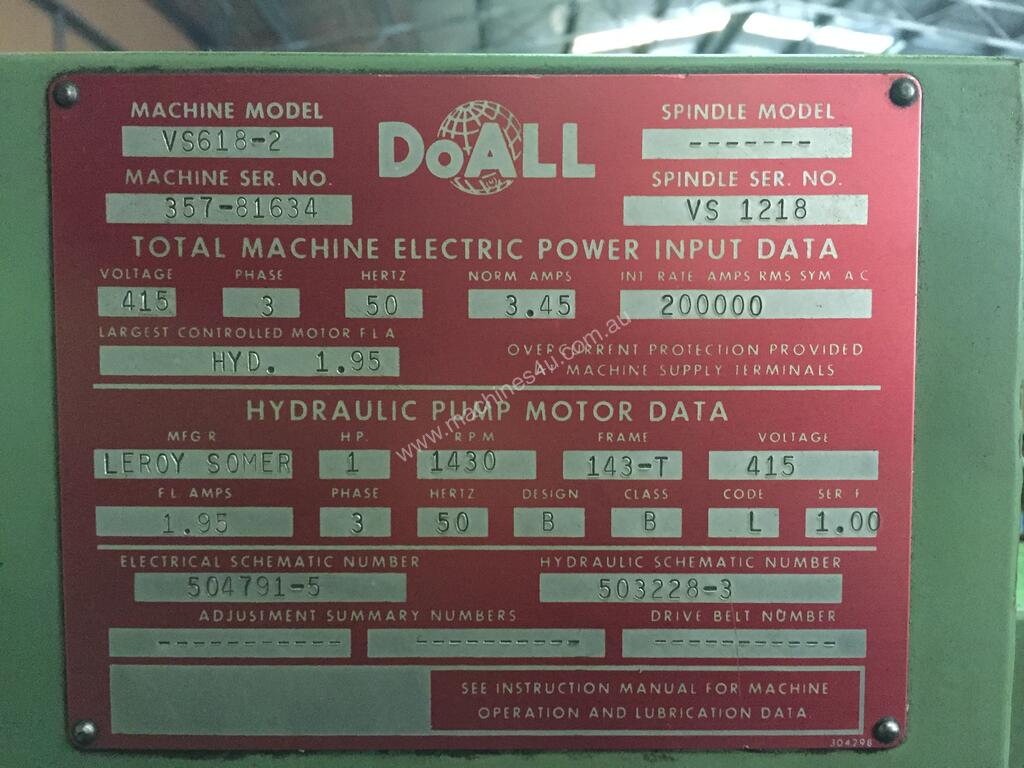 MACHINE MODEL
VS618-2
DoALL
SPINDLE MODEL
-------
MACHINE SER. NO.
357-81634
SPINDLE SER. NO.
VS 1218
TOTAL MACHINE ELECTRIC POWER INPUT DATA
VOLTAGE PHASE HERTZ NORM AMPS INT RATE AMPS RMS SYM A C
415 3 50 3.45 200000
LARGEST CONTROLLED MOTOR F L A
HYD. 1.95
OVERCURRENT PROTECTION PROVIDED
MACHINE SUPPLY TERMINALS
www.machines4u.com.au
HYDRAULIC PUMP MOTOR DATA
MFG R H P. R P M FRAME VOLTAGE
LEROY SOMER 1 1430 143-T 415
F L. AMPS PHASE HERTZ DESIGN CLASS CODE SER F
1.95 3 50 B B L 1.00
ELECTRICAL SCHEMATIC NUMBER HYDRAULIC SCHEMATIC NUMBER
504791-5 503228-3
ADJUSTMENT SUMMARY NUMBERS DRIVE BELT NUMBER
----------- ---------- -----------
SEE INSTRUCTION MANUAL FOR MACHINE
OPERATION AND LUBRICATION DATA.
304298